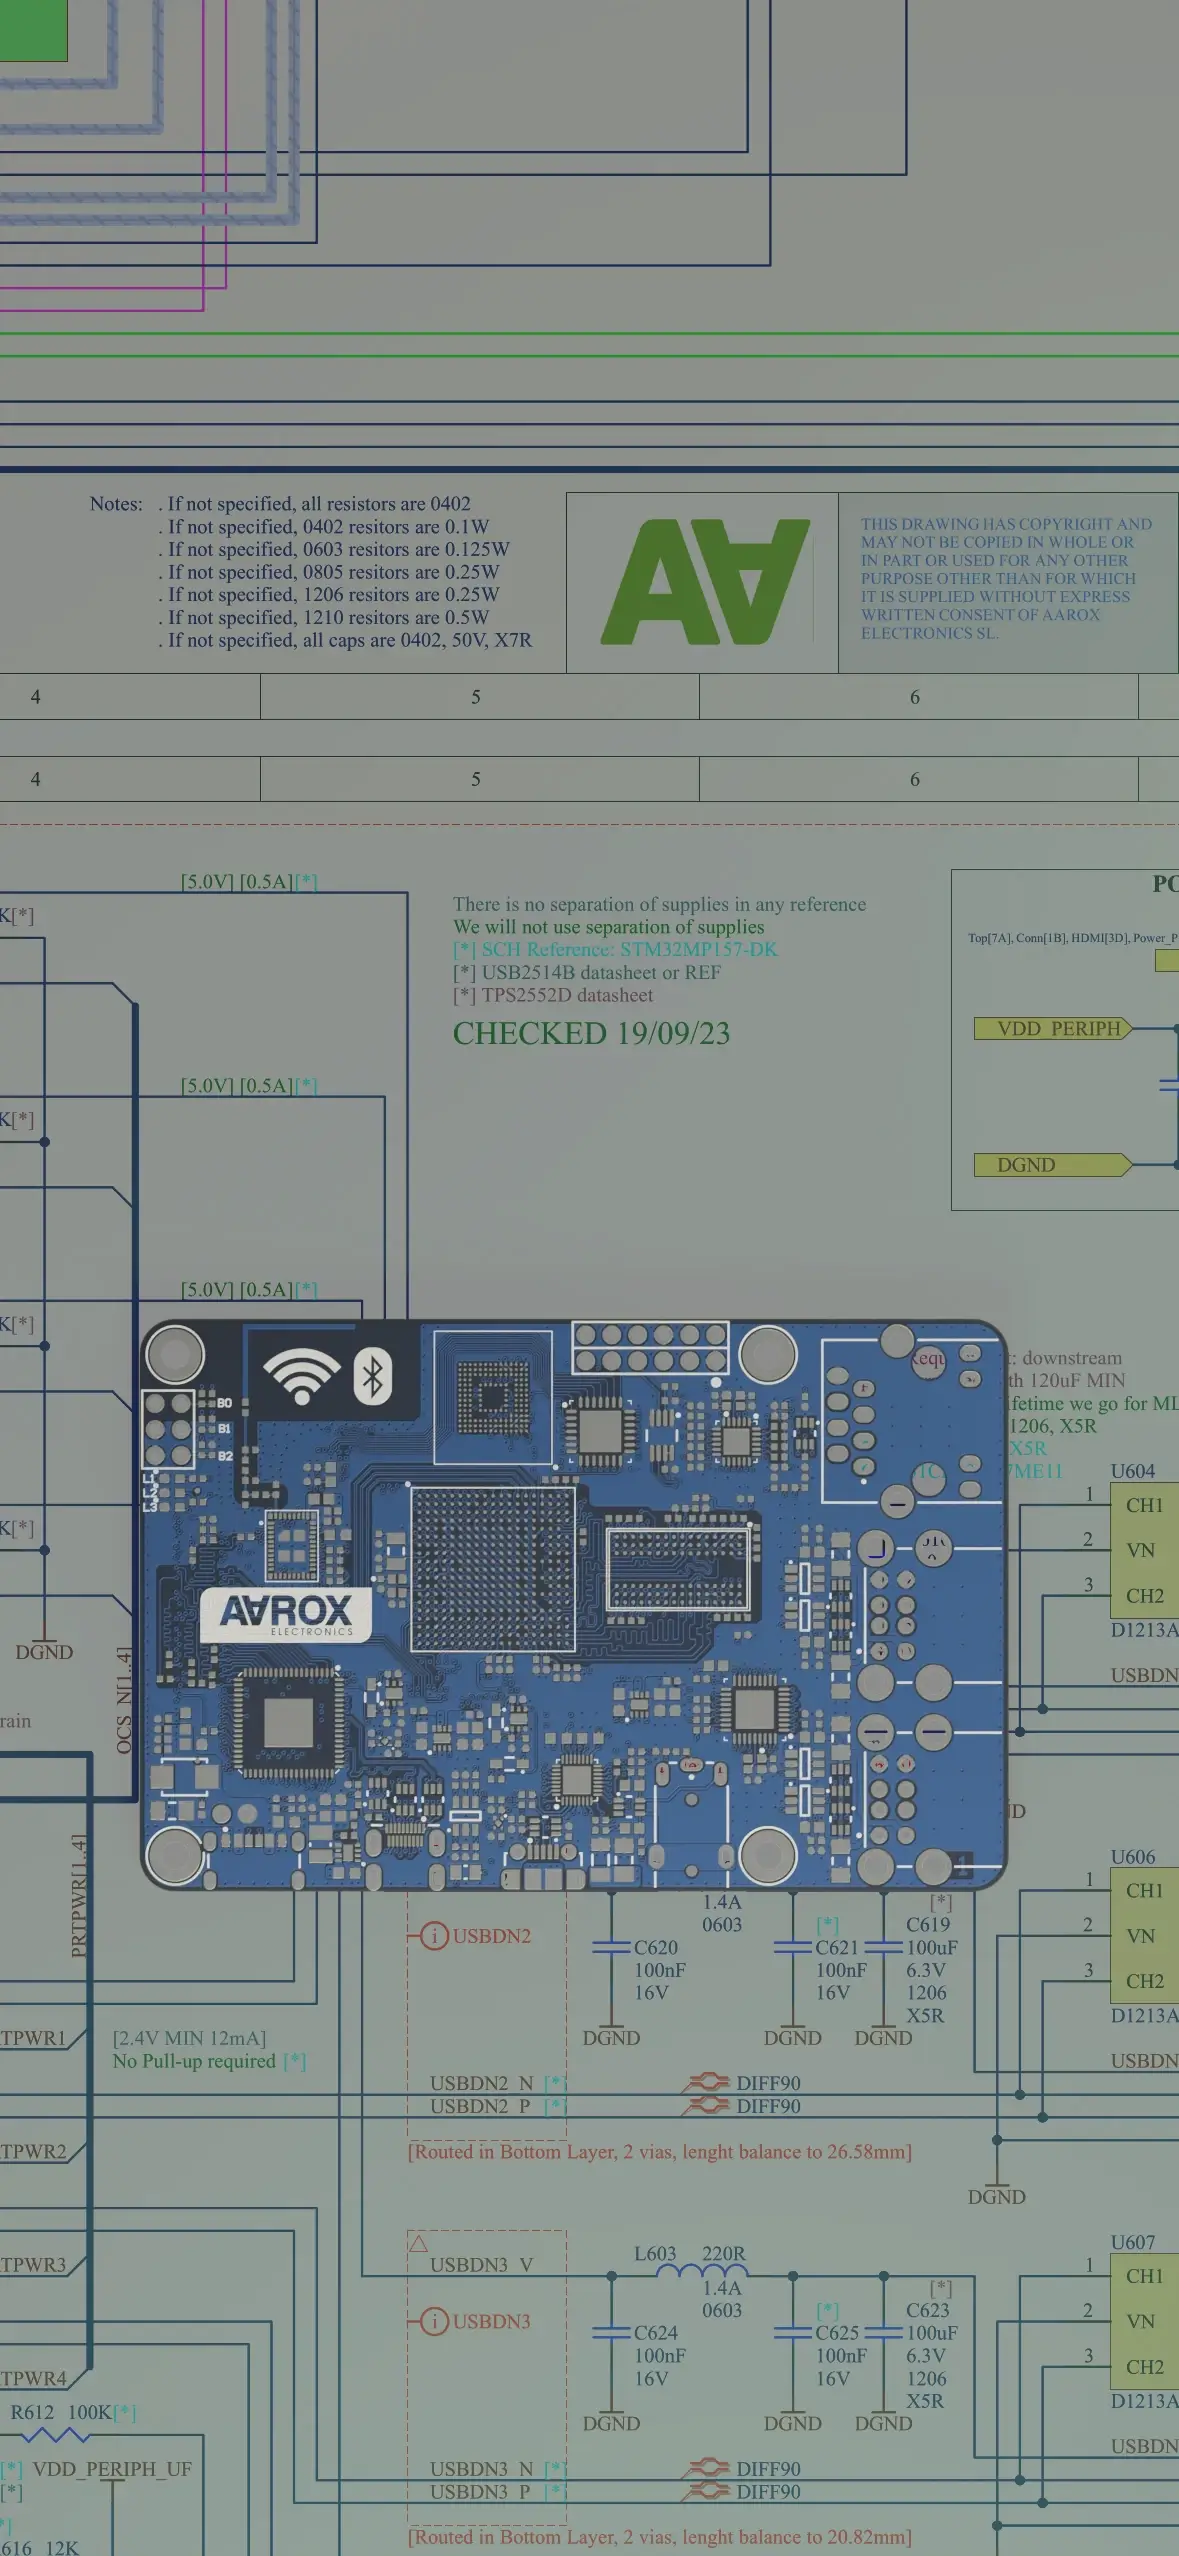 Notes: . If not specified, all resistors are 0402
. If not specified, 0402 resitors are 0.1W
. If not specified, 0603 resitors are 0.125W
. If not specified, 0805 resitors are 0.25W
. If not specified, 1206 resitors are 0.25W
. If not specified, 1210 resitors are 0.5W
. If not specified, all caps are 0402, 50V, X7R
THIS DRAWING HAS COPYRIGHT AND
MAY NOT BE COPIED IN WHOLE OR
IN PART OR USED FOR ANY OTHER
PURPOSE OTHER THAN FOR WHICH
IT IS SUPPLIED WITHOUT EXPRESS
WRITTEN CONSENT OF AAROX
ELECTRONICS SL.
4 5 6
4 5 6
[5.0V] [0.5A][*]
K[*]
There is no separation of supplies in any reference
We will not use separation of supplies
[*] SCH Reference: STM32MP157-DK
[*] USB2514B datasheet or REF
[*] TPS2552D datasheet
CHECKED 19/09/23
Top[7A], Conn[1B], HDMI[3D], Power_P
VDD_PERIPH
DGND
[5.0V] [0.5A][*]
K[*]
[5.0V] [0.5A][*]
K[*]
K[*]
DGND
OCS_N[1..4]
rain
B0
B1
B2
AAROX
ELECTRONICS
: downstream
th 120uF MIN
ifetime we go for
1206, X5R
X5R
U604
1 CH1
2 VN
3 CH2
D1213A
USBDN
PRTPWR[1..4]
U606
1 CH1
2 VN
3 CH2
D1213A
USBDN
USBDN2
1.4A
0603
C620
100nF
16V
DGND
[*]
C621
100nF
16V
DGND
[*]
C619
100uF
6.3V
1206
X5R
DGND
TPWR1
[2.4V MIN 12mA]
No Pull-up required [*]
USBDN2_N [*] DIFF90
USBDN2_P [*] DIFF90
[Routed in Bottom Layer, 2 vias, lenght balance to 26.58mm]
TPWR2
DGND
USBDN3_V
L603 220R
1.4A
0603
TPWR3
USBDN3
C624
100nF
16V
DGND
[*]
C625
100nF
16V
DGND
[*]
C623
100uF
6.3V
1206
X5R
DGND
U607
1 CH1
2 VN
3 CH2
D1213A
USBDN
TPWR4
R612 100K[*]
[*] VDD_PERIPH_UF
[*]
USBDN3_N [*] DIFF90
USBDN3_P [*] DIFF90
616 12K
[Routed in Bottom Layer, 2 vias, lenght balance to 20.82mm]